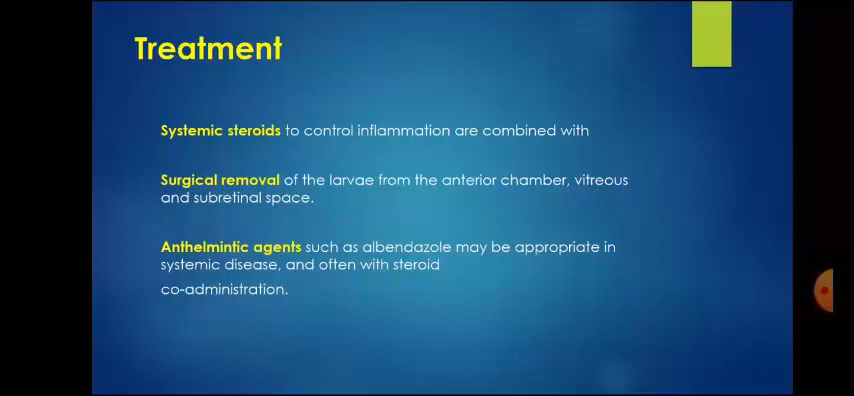 Treatment
Systemic steroids to control inflammation are combined with
Surgical removal of the larvae from the anterior chamber, vitreous
and subretinal space.
Anthelmintic agents such as albendazole may be appropriate in
systemic disease, and often with steroid
co-administration.